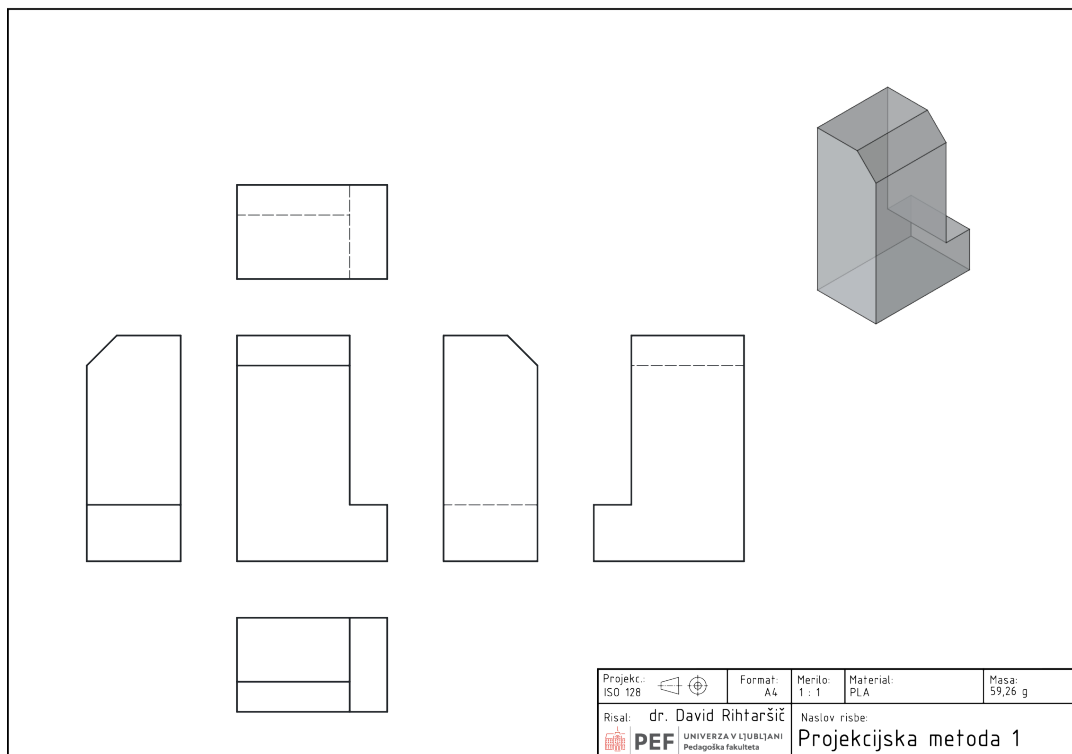 Projekc.: Format: Merilo: Material: Masa:
ISO 128 A4 1 : 1 PLA 59,26 g
Risal: dr. David Rihtaršič Naslov risbe:
PEF UNIVERZA V LJUBLJANI
Pedagoška fakulteta
Projekcijska metoda 1